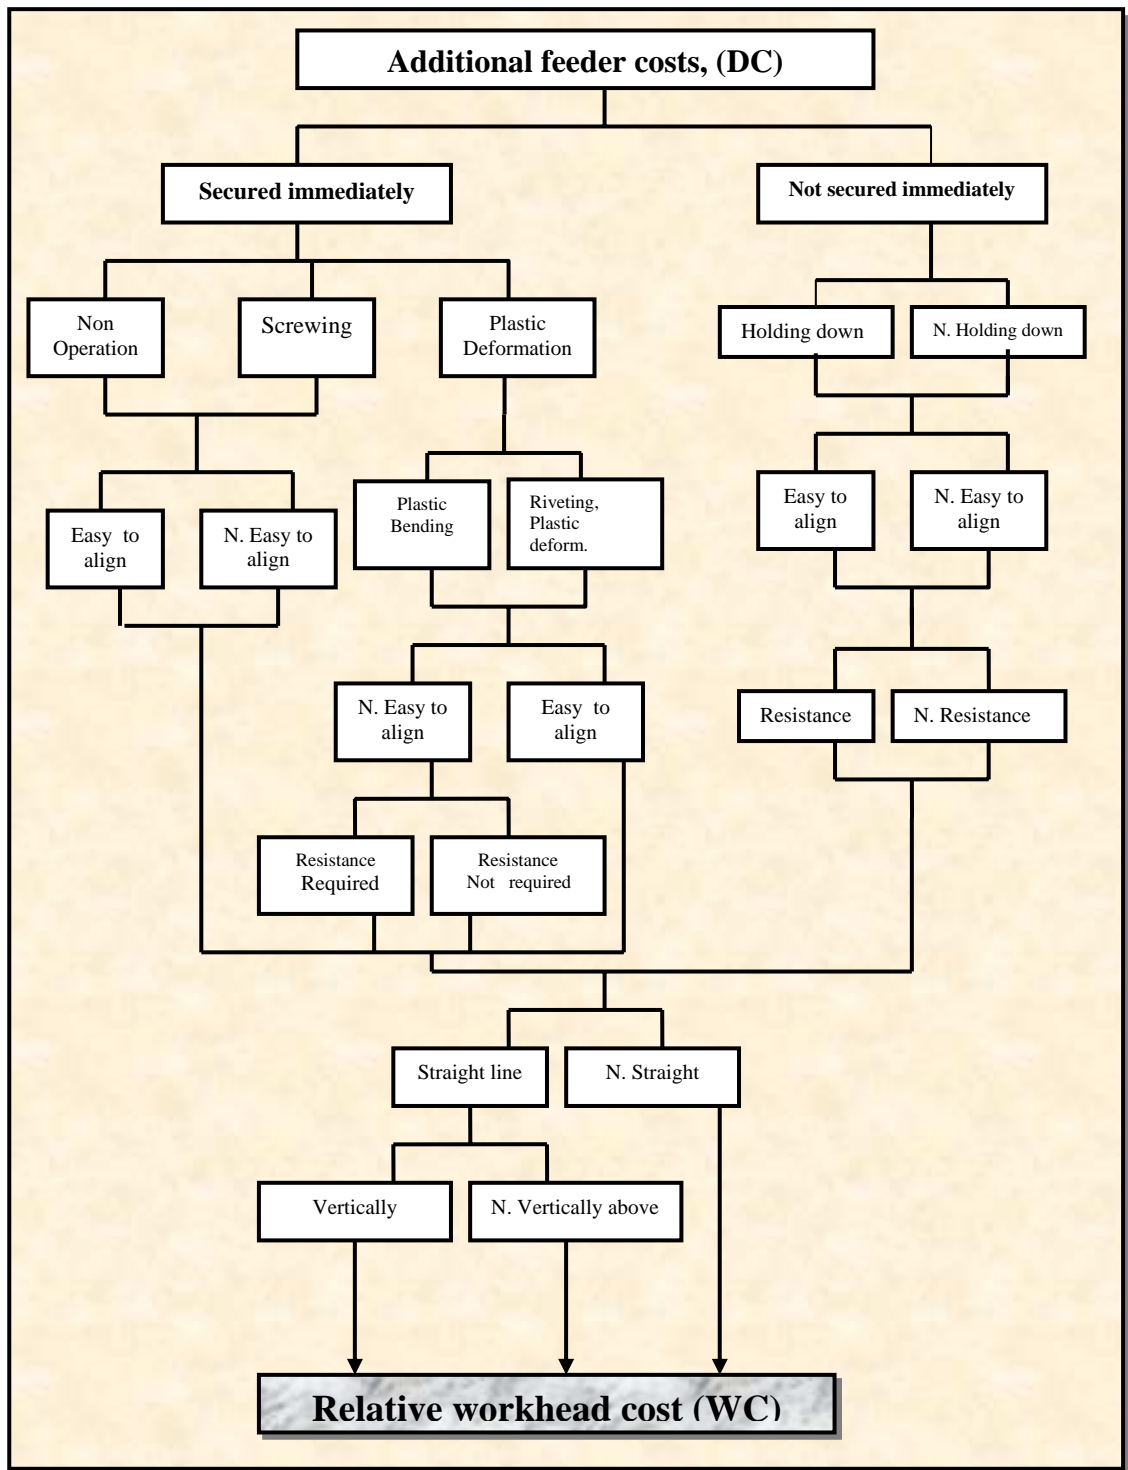 Additional feeder costs, (DC)
Secured immediately
Not secured immediately
Non
Operation
Screwing
Plastic
Deformation
Holding down
N. Holding down
Easy to
align
N. Easy to
align
Plastic
Bending
Riveting,
Plastic
deform.
Easy to
align
N. Easy to
align
N. Easy to
align
Easy to
align
Resistance
N. Resistance
Resistance
Required
Resistance
Not required
Straight line
N. Straight
Vertically
N. Vertically above
Relative workhead cost (WC)